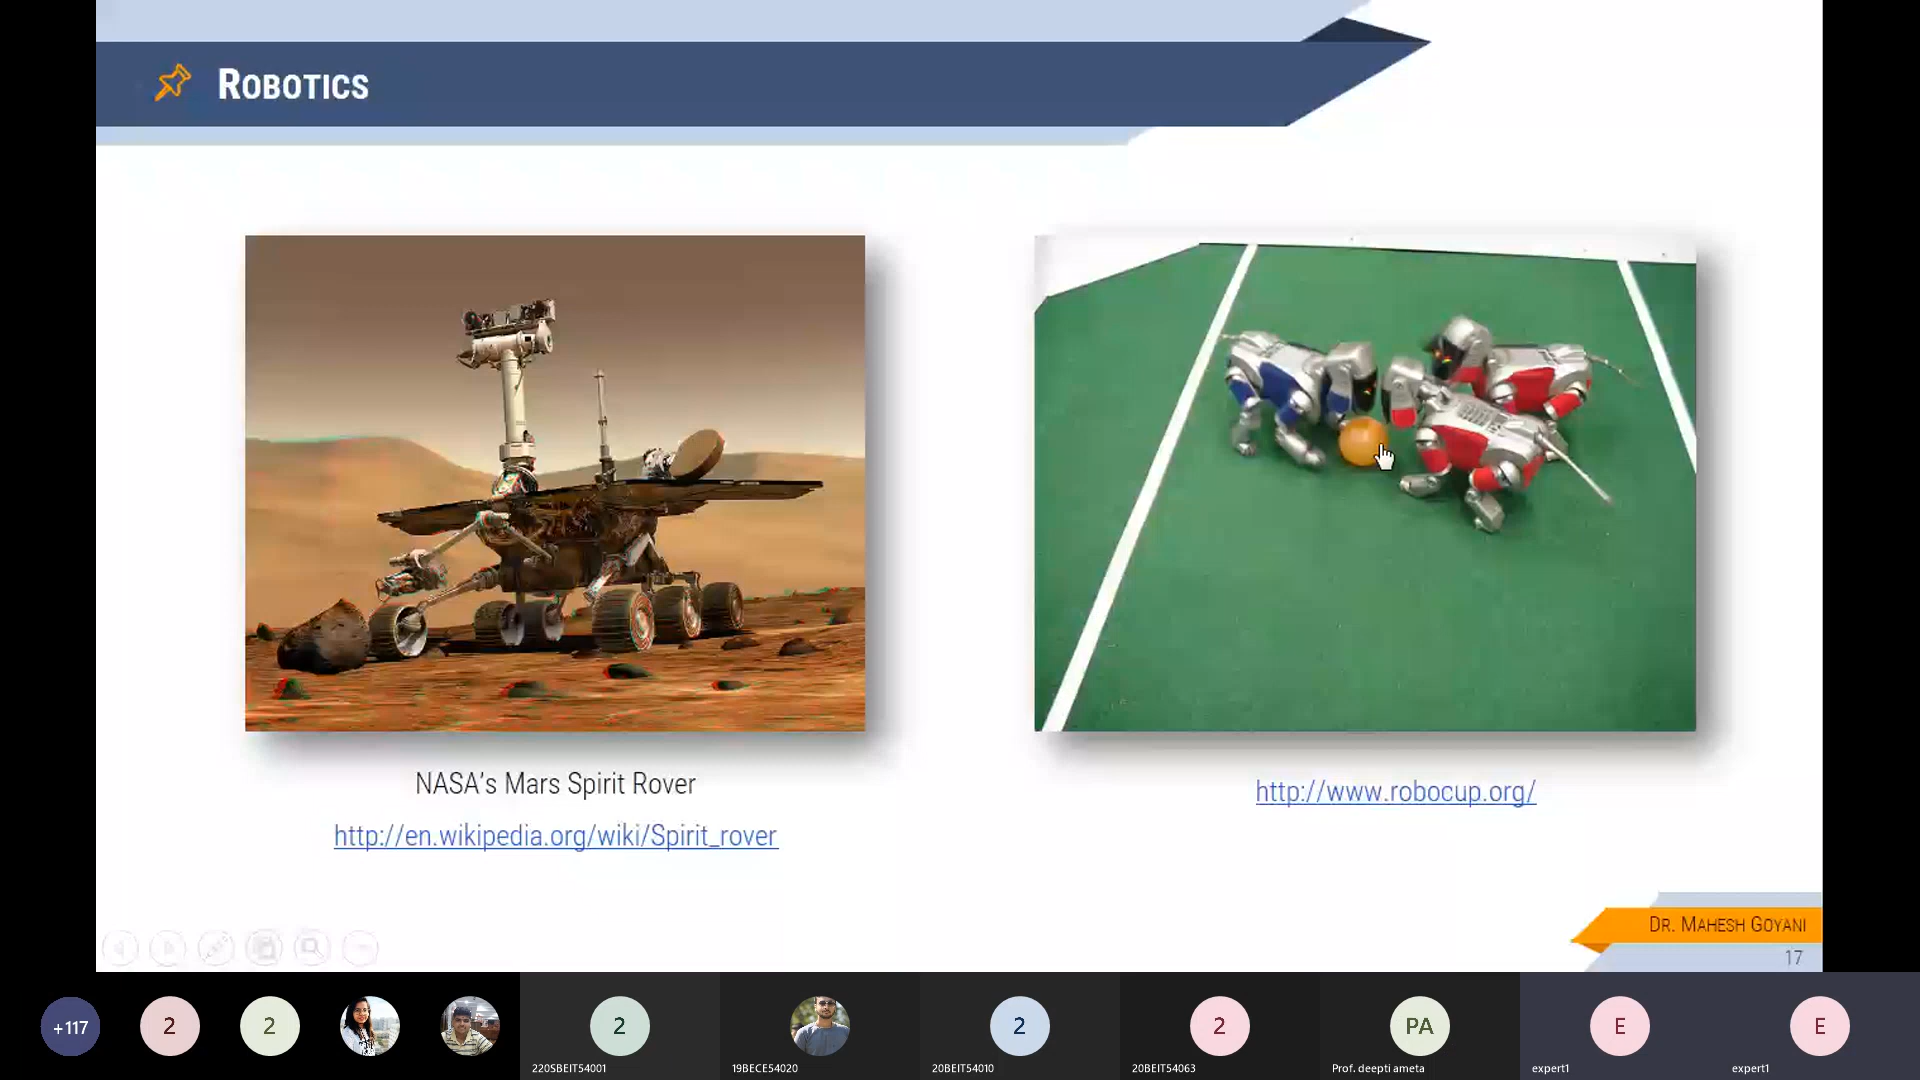 ROBOTICS
NASA's Mars Spirit Rover
http://en.wikipedia.org/wiki/Spirit_rover
http://www.robocup.org/
DR. MAHESH GOYANI
17
+117
2
2
2
2
2
PA
E
E
220SBEIT54001
19BECE54020
20BEIT54010
20BEIT54063
Prof. deepti ameta
expert1
expert1